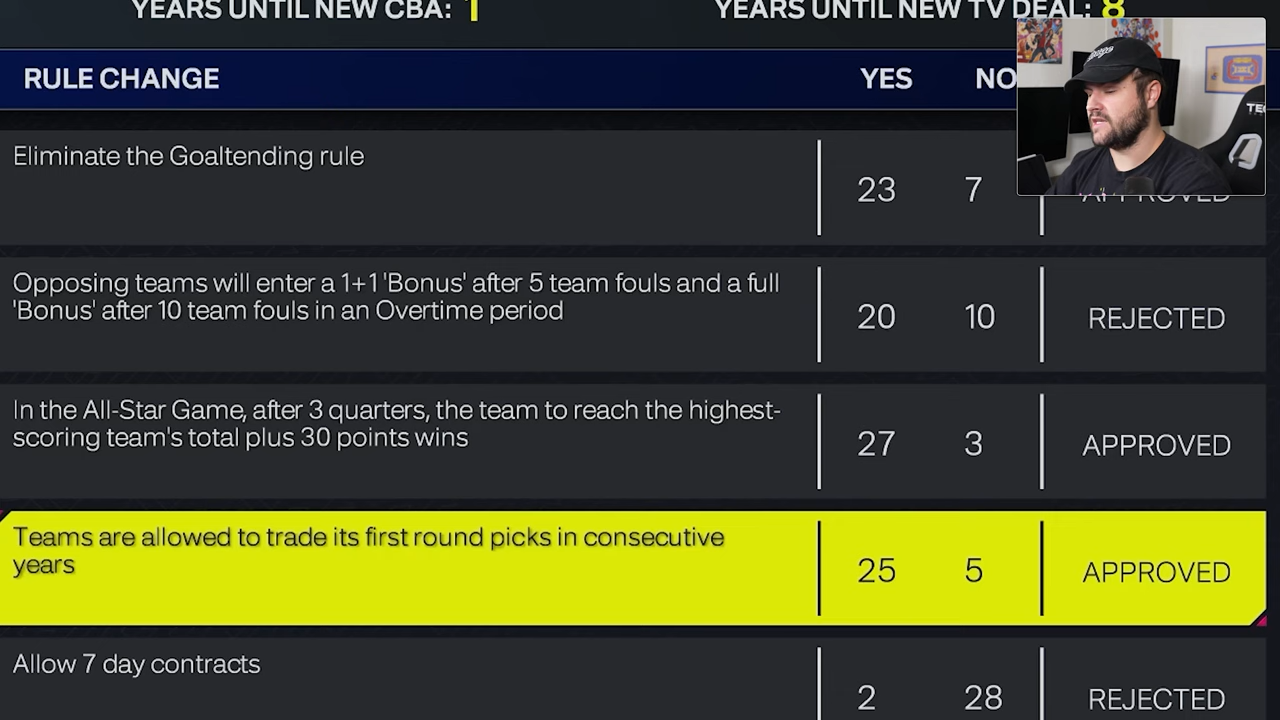 YEARS UNTIL NEW CBA: 1
YEARS UNTIL NEW TV DEAL: 8
RULE CHANGE YES NO
Eliminate the Goaltending rule
23 7 APPROVED
Opposing teams will enter a 1+1 'Bonus' after 5 team fouls and a full
'Bonus' after 10 team fouls in an Overtime period
20 10 REJECTED
In the All-Star Game, after 3 quarters, the team to reach the highest-
scoring team's total plus 30 points wins
27 3 APPROVED
Teams are allowed to trade its first round picks in consecutive
years
25 5 APPROVED
Allow 7 day contracts
2 28 REJECTED